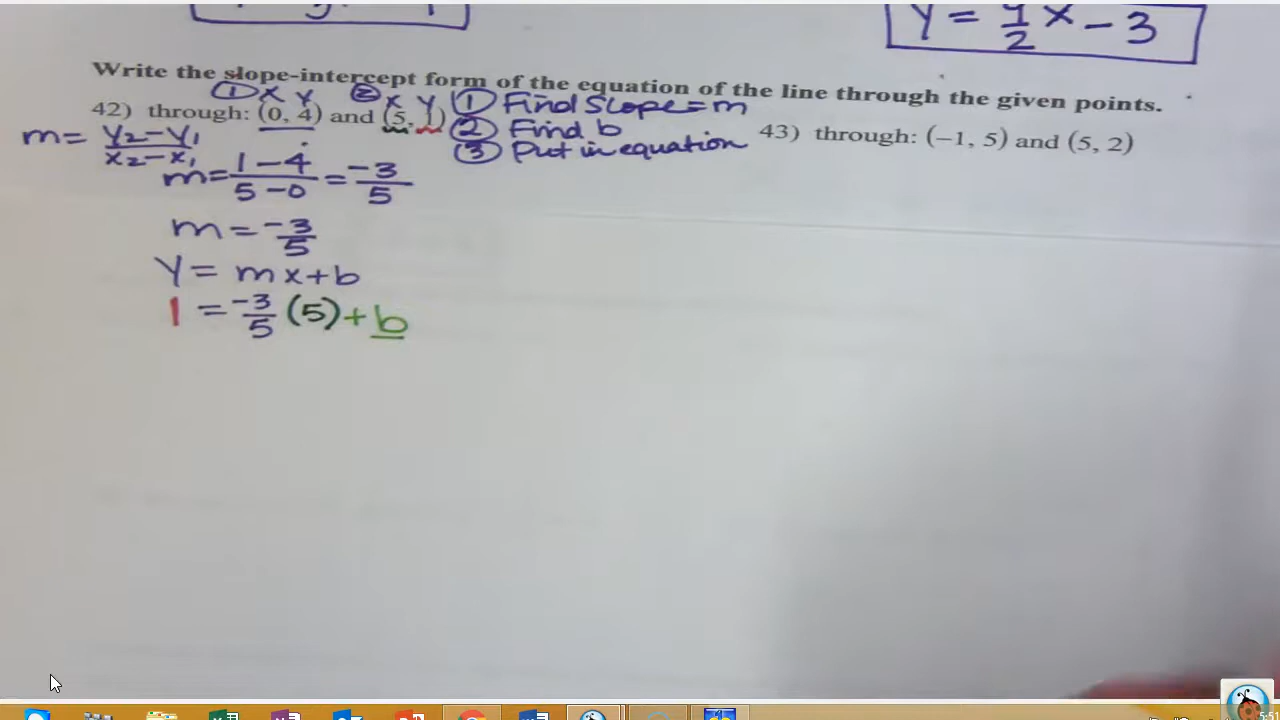 y = 1/2 x - 3
Write the slope-intercept form of the equation of the line through the given points.
① X Y ② X Y
42) through: (0, 4) and (5, 1)
① Find Slope = m
② Find b
③ Put in equation
43) through: (−1, 5) and (5, 2)
m = y2 - y1 / x2 - x1
m = 1 - 4 / 5 - 0 = -3/5
m = -3/5
y = mx + b
1 = -3/5 (5) + b